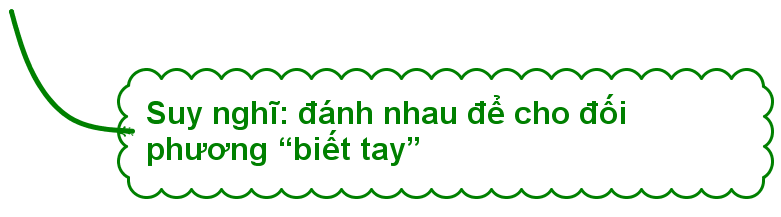 Suy nghĩ: đánh nhau để cho đối
phương “biết tay”